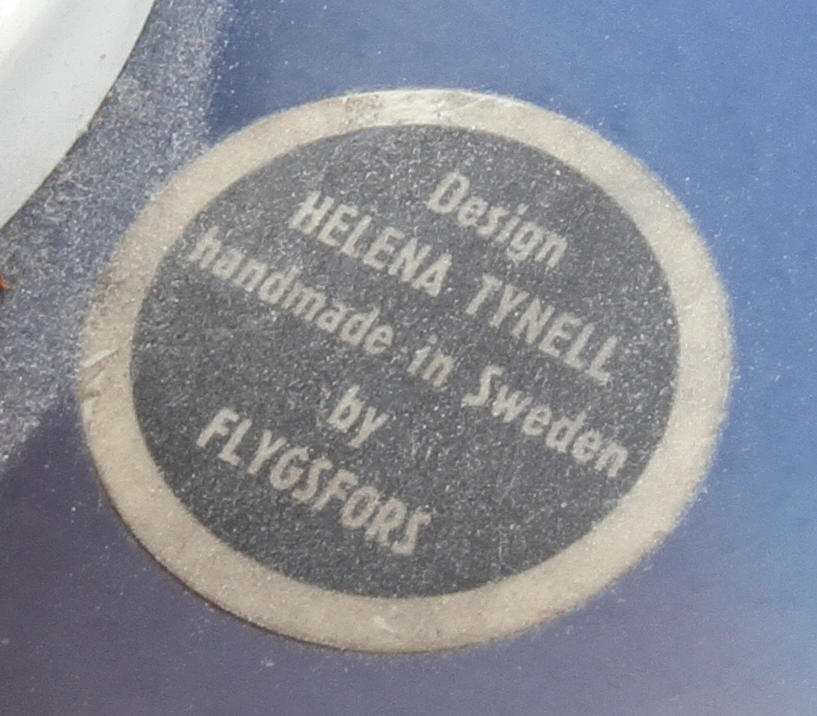 Design
HELENA TYNELL
handmade in Sweden
by
FLYGSFORS